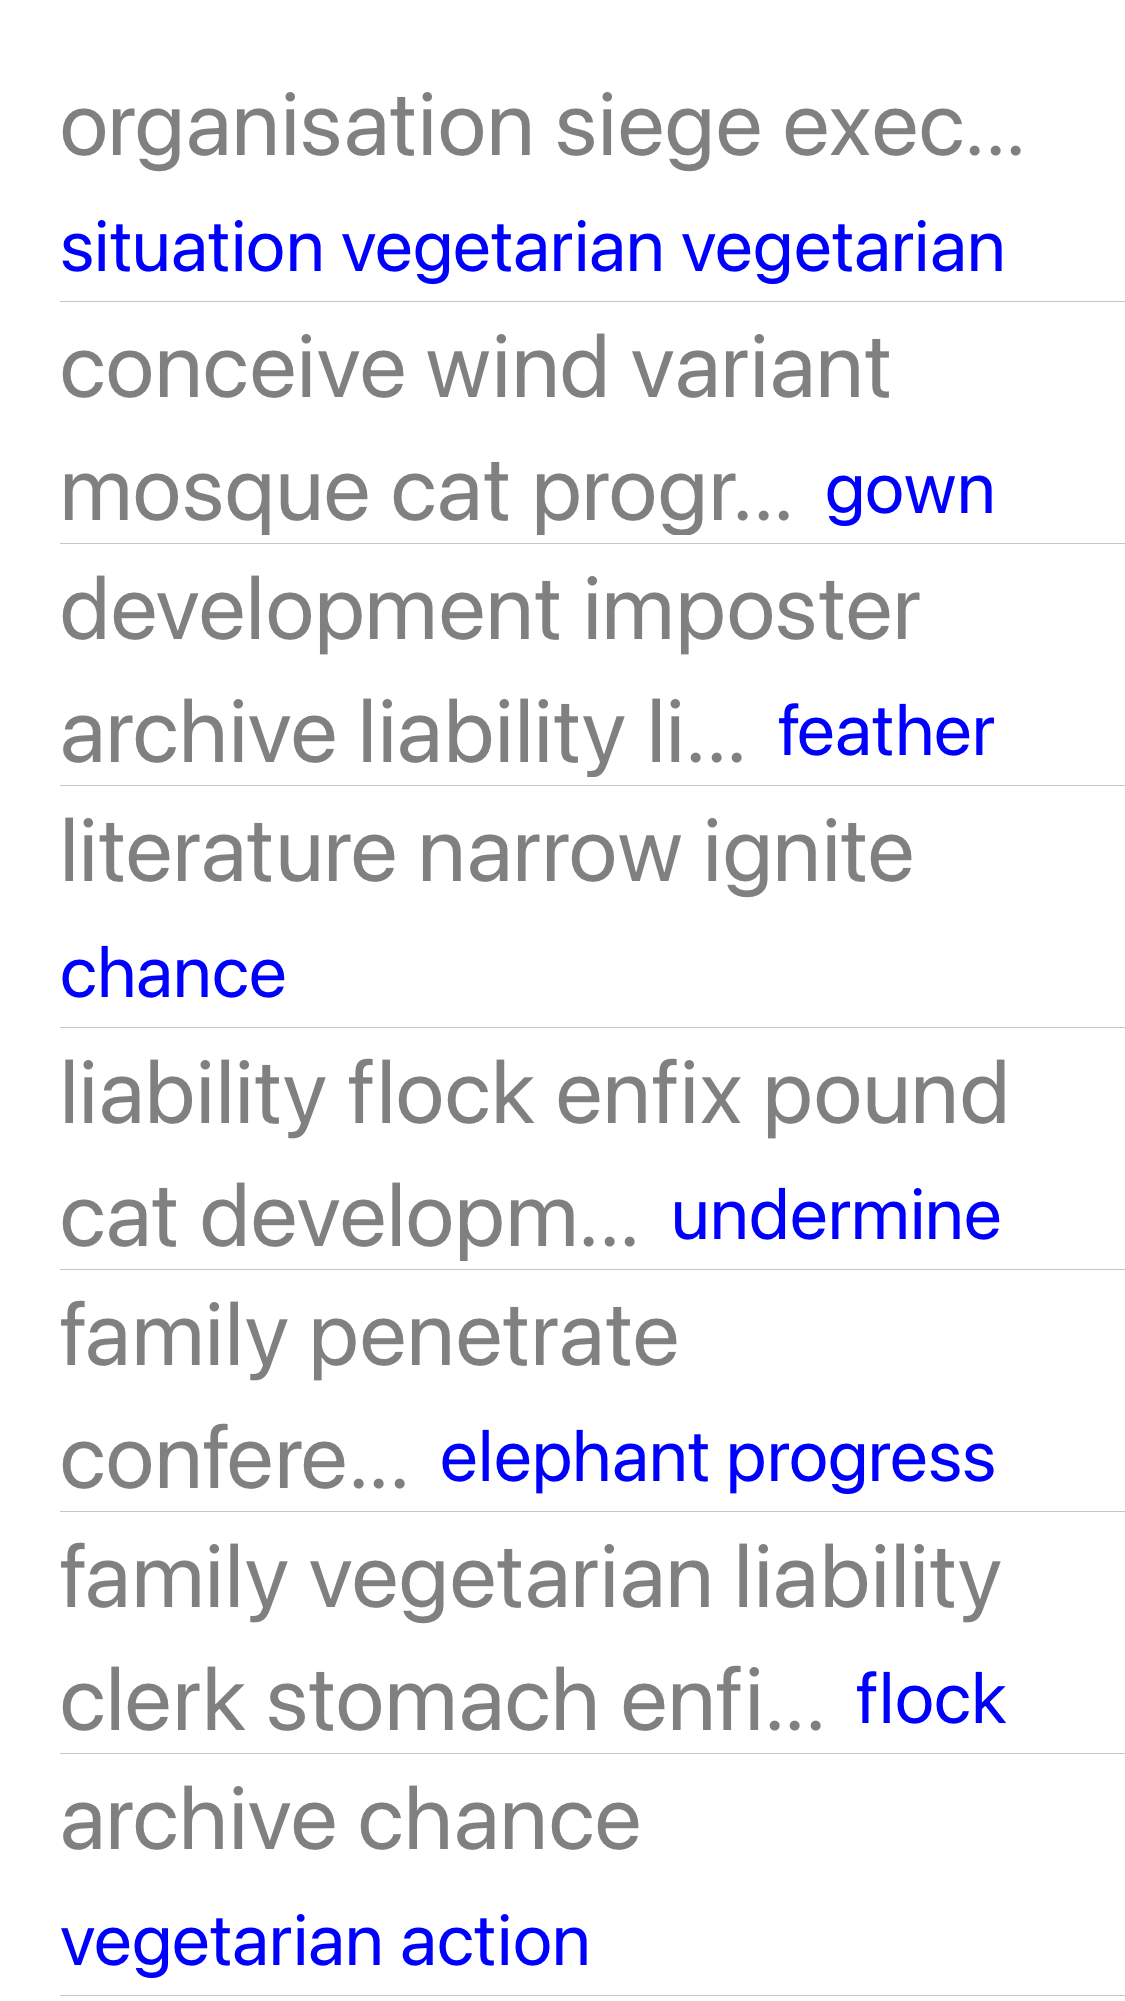 organisation siege exec...
situation vegetarian vegetarian
conceive wind variant
mosque cat progr... gown
development imposter
archive liability li... feather
literature narrow ignite
chance
liability flock enfix pound
cat developm... undermine
family penetrate
confere... elephant progress
family vegetarian liability
clerk stomach enfi... flock
archive chance
vegetarian action